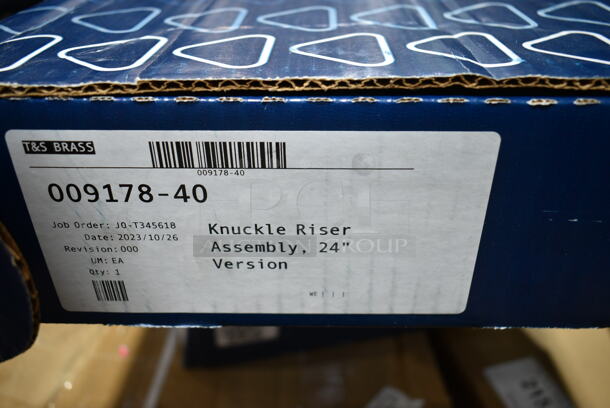 T&S BRASS
009178-40
009178-40
Job Order: JO-T345618
Date: 2023/10/26
Revision: 000
UM: EA
Qty: 1
Knuckle Riser
Assembly, 24"
Version